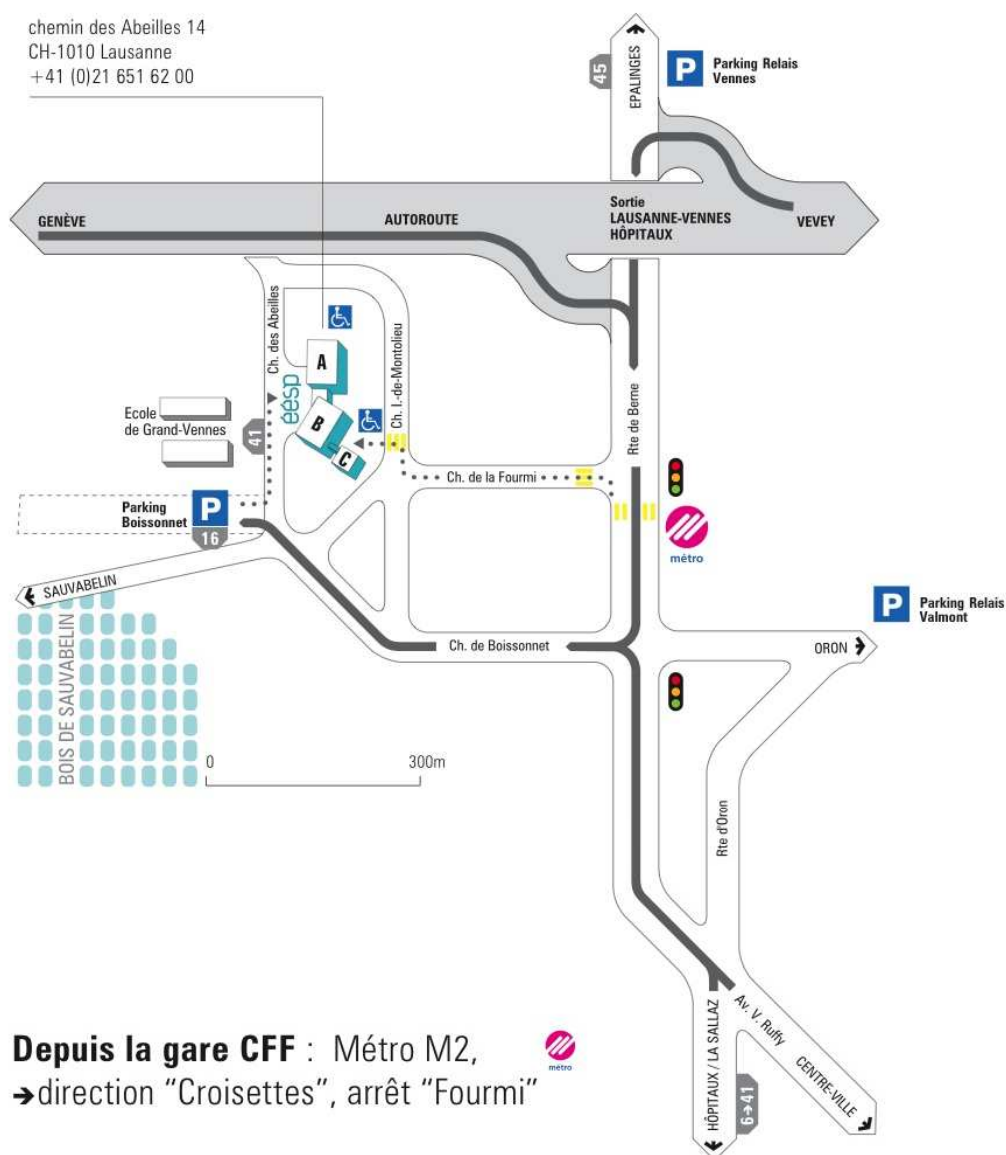 chemin des Abeilles 14
CH-1010 Lausanne
+41 (0)21 651 62 00
45
EPALINGES
P
Parking Relais
Vennes
GENÈVE
AUTOROUTE
Sortie
LAUSANNE-VENNES
HÔPITAUX
VEVEY
Ch. des Abeilles
A
B
C
éésp
Ch. I.-de-Montolieu
Rte de Berne
Ecole
de Grand-Vennes
41
Ch. de la Fourmi
Parking
Boissonnet
P
16
métro
SAUVABELIN
BOIS DE SAUVABELIN
Ch. de Boissonnet
P
Parking Relais
Valmont
ORON
0
300m
Rte d'Oron
Av. V. Ruffy
CENTRE-VILLE
HÔPITAUX / LA SALLAZ
6→41
Depuis la gare CFF : Métro M2,
métro
→direction “Croisettes”, arrêt “Fourmi”